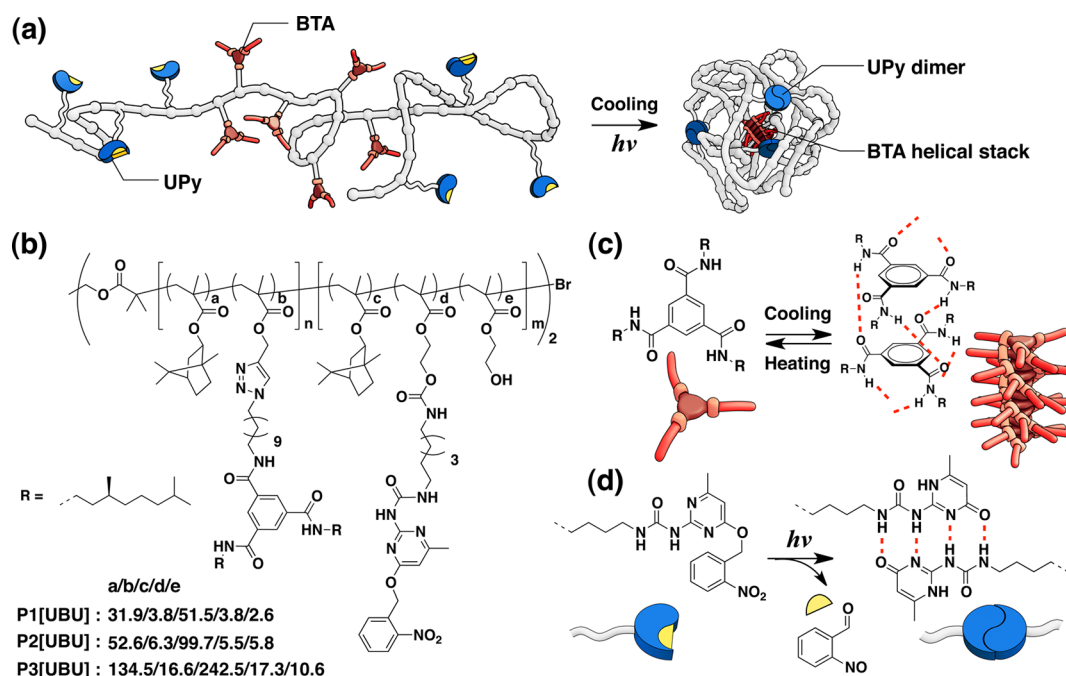 (a)
BTA
UPy
Cooling
hν
UPy dimer
BTA helical stack
(b)
O
O
a
b
n
c
d
e
m
2
Br
O
O
O
O
O
O
O
O
O
O
N
N
N
OH
O
O
NH
9
3
NH
O
O
NH
O
NH
HN
R
O
HN
R
N
N
O
NO2
R =
a/b/c/d/e
P1[UBU] : 31.9/3.8/51.5/3.8/2.6
P2[UBU] : 52.6/6.3/99.7/5.5/5.8
P3[UBU] : 134.5/16.6/242.5/17.3/10.6
(c)
R
NH
O
O
HN
R
O
NH
R
Cooling
Heating
R
N
H
O
O
N
H
R
O
N
H
R
O
N
H
R
O
N
H
R
O
N
H
R
(d)
N
H
O
N
H
N
N
O
NO2
hν
O
NO
N
H
O
N
H
HN
N
O
O
N
NH
H
N
O
H
N